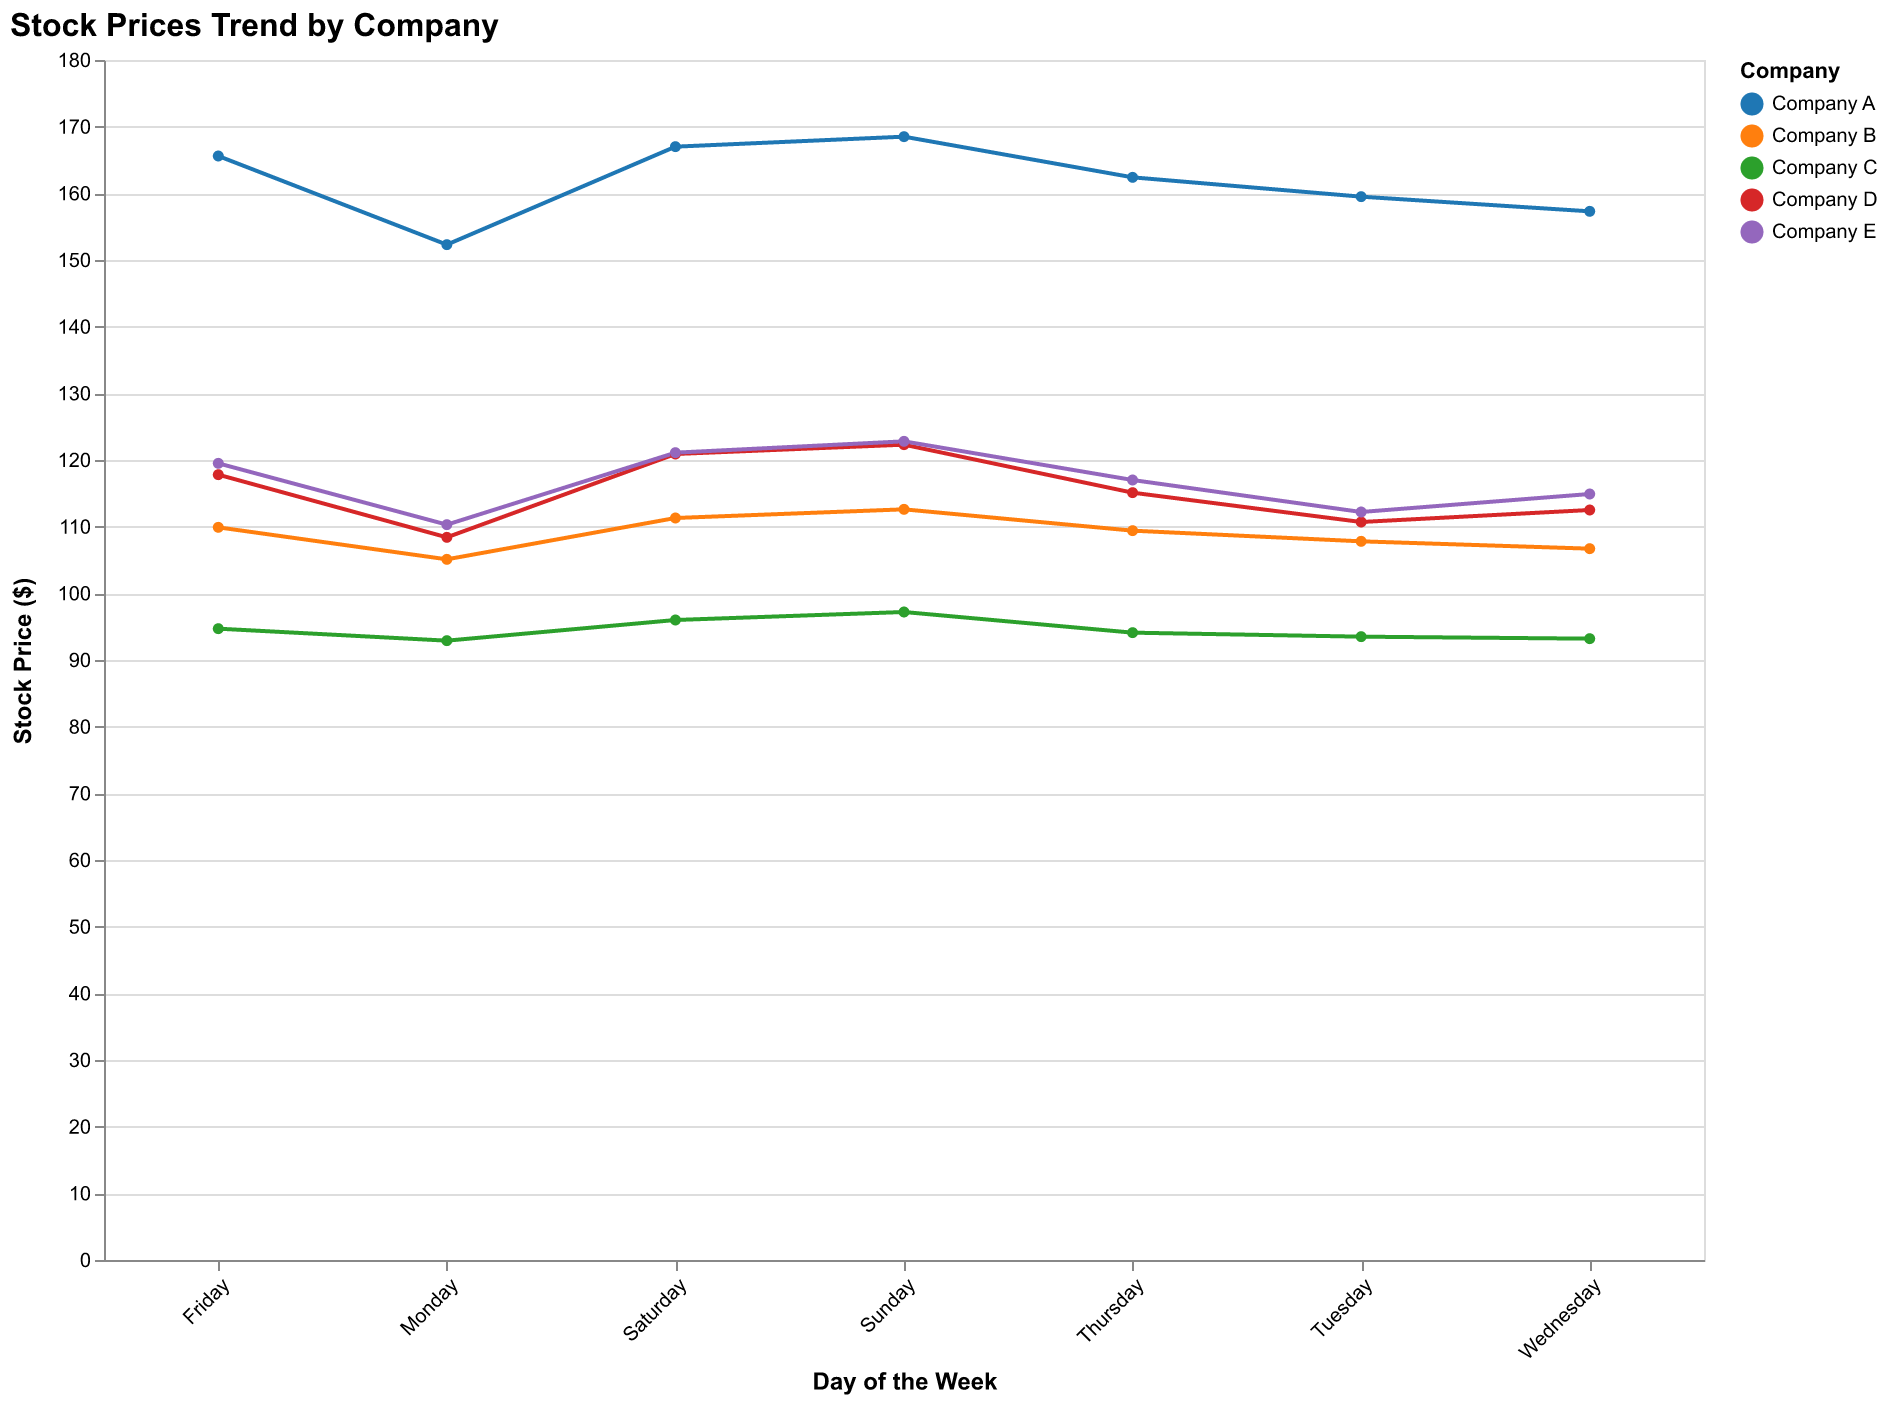 Stock Prices Trend by Company
180
170
160
150
140
130
120
110
100
90
80
70
60
50
40
30
20
10
0
Stock Price ($)
Friday
Monday
Saturday
Sunday
Thursday
Tuesday
Wednesday
Day of the Week
Company
Company A
Company B
Company C
Company D
Company E